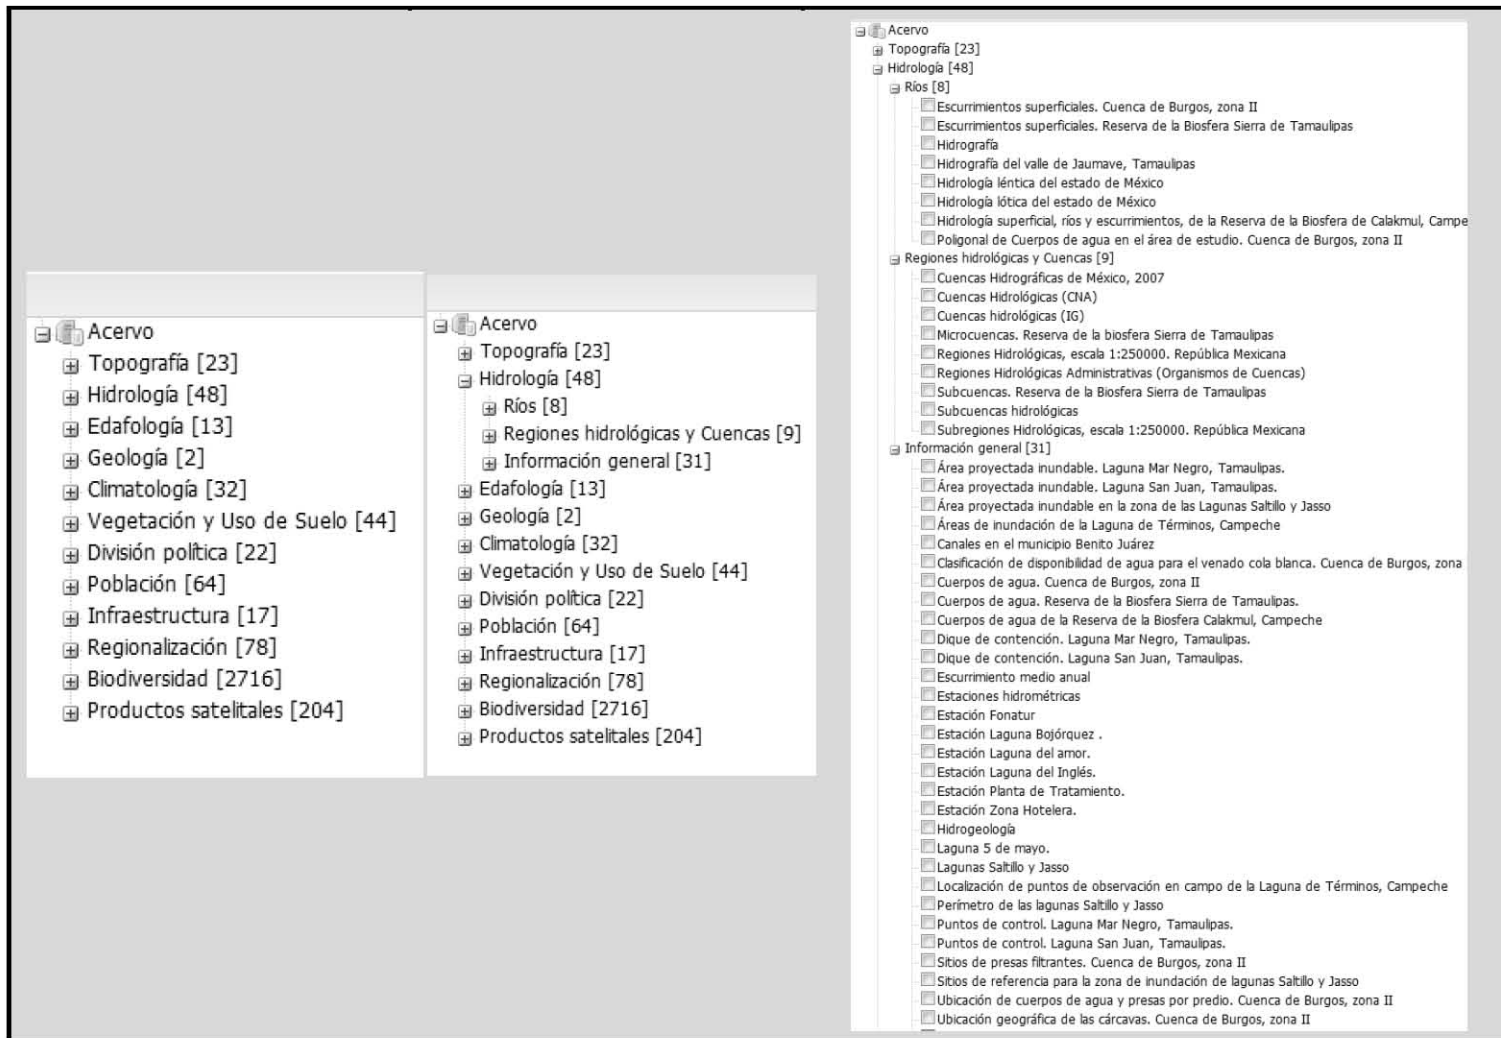 Acervo
Topografía [23]
Hidrología [48]
Edafología [13]
Geología [2]
Climatología [32]
Vegetación y Uso de Suelo [44]
División política [22]
Población [64]
Infraestructura [17]
Regionalización [78]
Biodiversidad [2716]
Productos satelitales [204]
Acervo
Topografía [23]
Hidrología [48]
Ríos [8]
Regiones hidrológicas y Cuencas [9]
Información general [31]
Edafología [13]
Geología [2]
Climatología [32]
Vegetación y Uso de Suelo [44]
División política [22]
Población [64]
Infraestructura [17]
Regionalización [78]
Biodiversidad [2716]
Productos satelitales [204]
Acervo
Topografía [23]
Hidrología [48]
Ríos [8]
Escurrimientos superficiales. Cuenca de Burgos, zona II
Escurrimientos superficiales. Reserva de la Biosfera Sierra de Tamaulipas
Hidrografía
Hidrografía del valle de Jaumave, Tamaulipas
Hidrología léntica del estado de México
Hidrología lótica del estado de México
Hidrología superficial, ríos y escurrimientos, de la Reserva de la Biosfera de Calakmul, Campe
Poligonal de Cuerpos de agua en el área de estudio. Cuenca de Burgos, zona II
Regiones hidrológicas y Cuencas [9]
Cuencas Hidrográficas de México, 2007
Cuencas Hidrológicas (CNA)
Cuencas hidrológicas (IG)
Microcuencas. Reserva de la biosfera Sierra de Tamaulipas
Regiones Hidrológicas, escala 1:250000. República Mexicana
Regiones Hidrológicas Administrativas (Organismos de Cuencas)
Subcuencas. Reserva de la Biosfera Sierra de Tamaulipas
Subcuencas hidrológicas
Subregiones Hidrológicas, escala 1:250000. República Mexicana
Información general [31]
Área proyectada inundable. Laguna Mar Negro, Tamaulipas.
Área proyectada inundable. Laguna San Juan, Tamaulipas.
Área proyectada inundable en la zona de las Lagunas Saltillo y Jasso
Áreas de inundación de la Laguna de Términos, Campeche
Canales en el municipio Benito Juárez
Clasificación de disponibilidad de agua para el venado cola blanca. Cuenca de Burgos, zona
Cuerpos de agua. Cuenca de Burgos, zona II
Cuerpos de agua. Reserva de la Biosfera Sierra de Tamaulipas.
Cuerpos de agua de la Reserva de la Biosfera Calakmul, Campeche
Dique de contención. Laguna Mar Negro, Tamaulipas.
Dique de contención. Laguna San Juan, Tamaulipas.
Escurrimiento medio anual
Estaciones hidrométricas
Estación Fonatur
Estación Laguna Bojórquez .
Estación Laguna del amor.
Estación Laguna del Inglés.
Estación Planta de Tratamiento.
Estación Zona Hotelera.
Hidrogeología
Laguna 5 de mayo.
Lagunas Saltillo y Jasso
Localización de puntos de observación en campo de la Laguna de Términos, Campeche
Perímetro de las lagunas Saltillo y Jasso
Puntos de control. Laguna Mar Negro, Tamaulipas.
Puntos de control. Laguna San Juan, Tamaulipas.
Sitios de presas filtrantes. Cuenca de Burgos, zona II
Sitios de referencia para la zona de inundación de lagunas Saltillo y Jasso
Ubicación de cuerpos de agua y presas por predio. Cuenca de Burgos, zona II
Ubicación geográfica de las cárcavas. Cuenca de Burgos, zona II